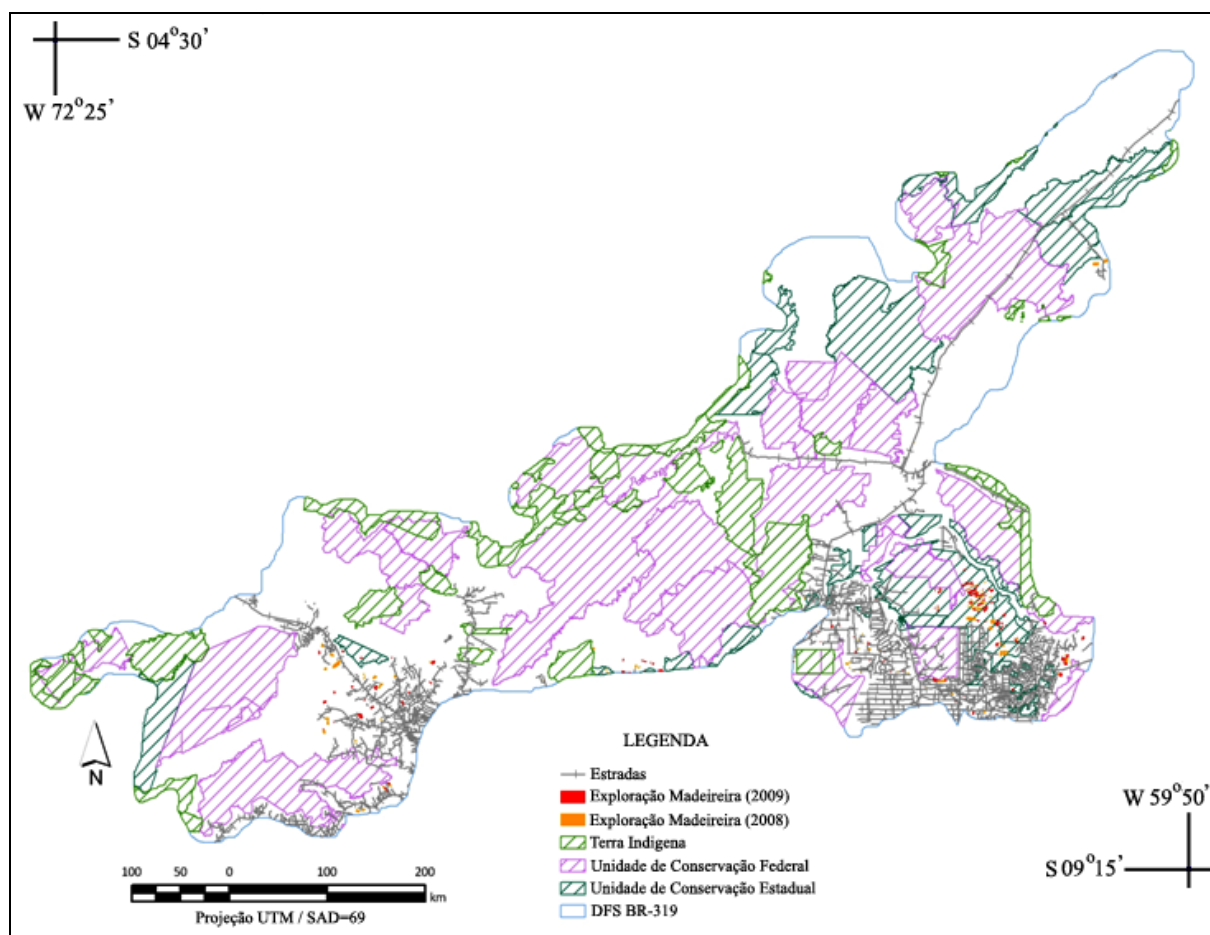 S 04°30'
W 72°25'
LEGENDA
Estradas
Exploração Madeireira (2009)
Exploração Madeireira (2008)
Terra Indigena
Unidade de Conservação Federal
Unidade de Conservação Estadual
DFS BR-319
N
100 50 0 100 200
km
Projeção UTM / SAD=69
W 59°50'
S 09°15'